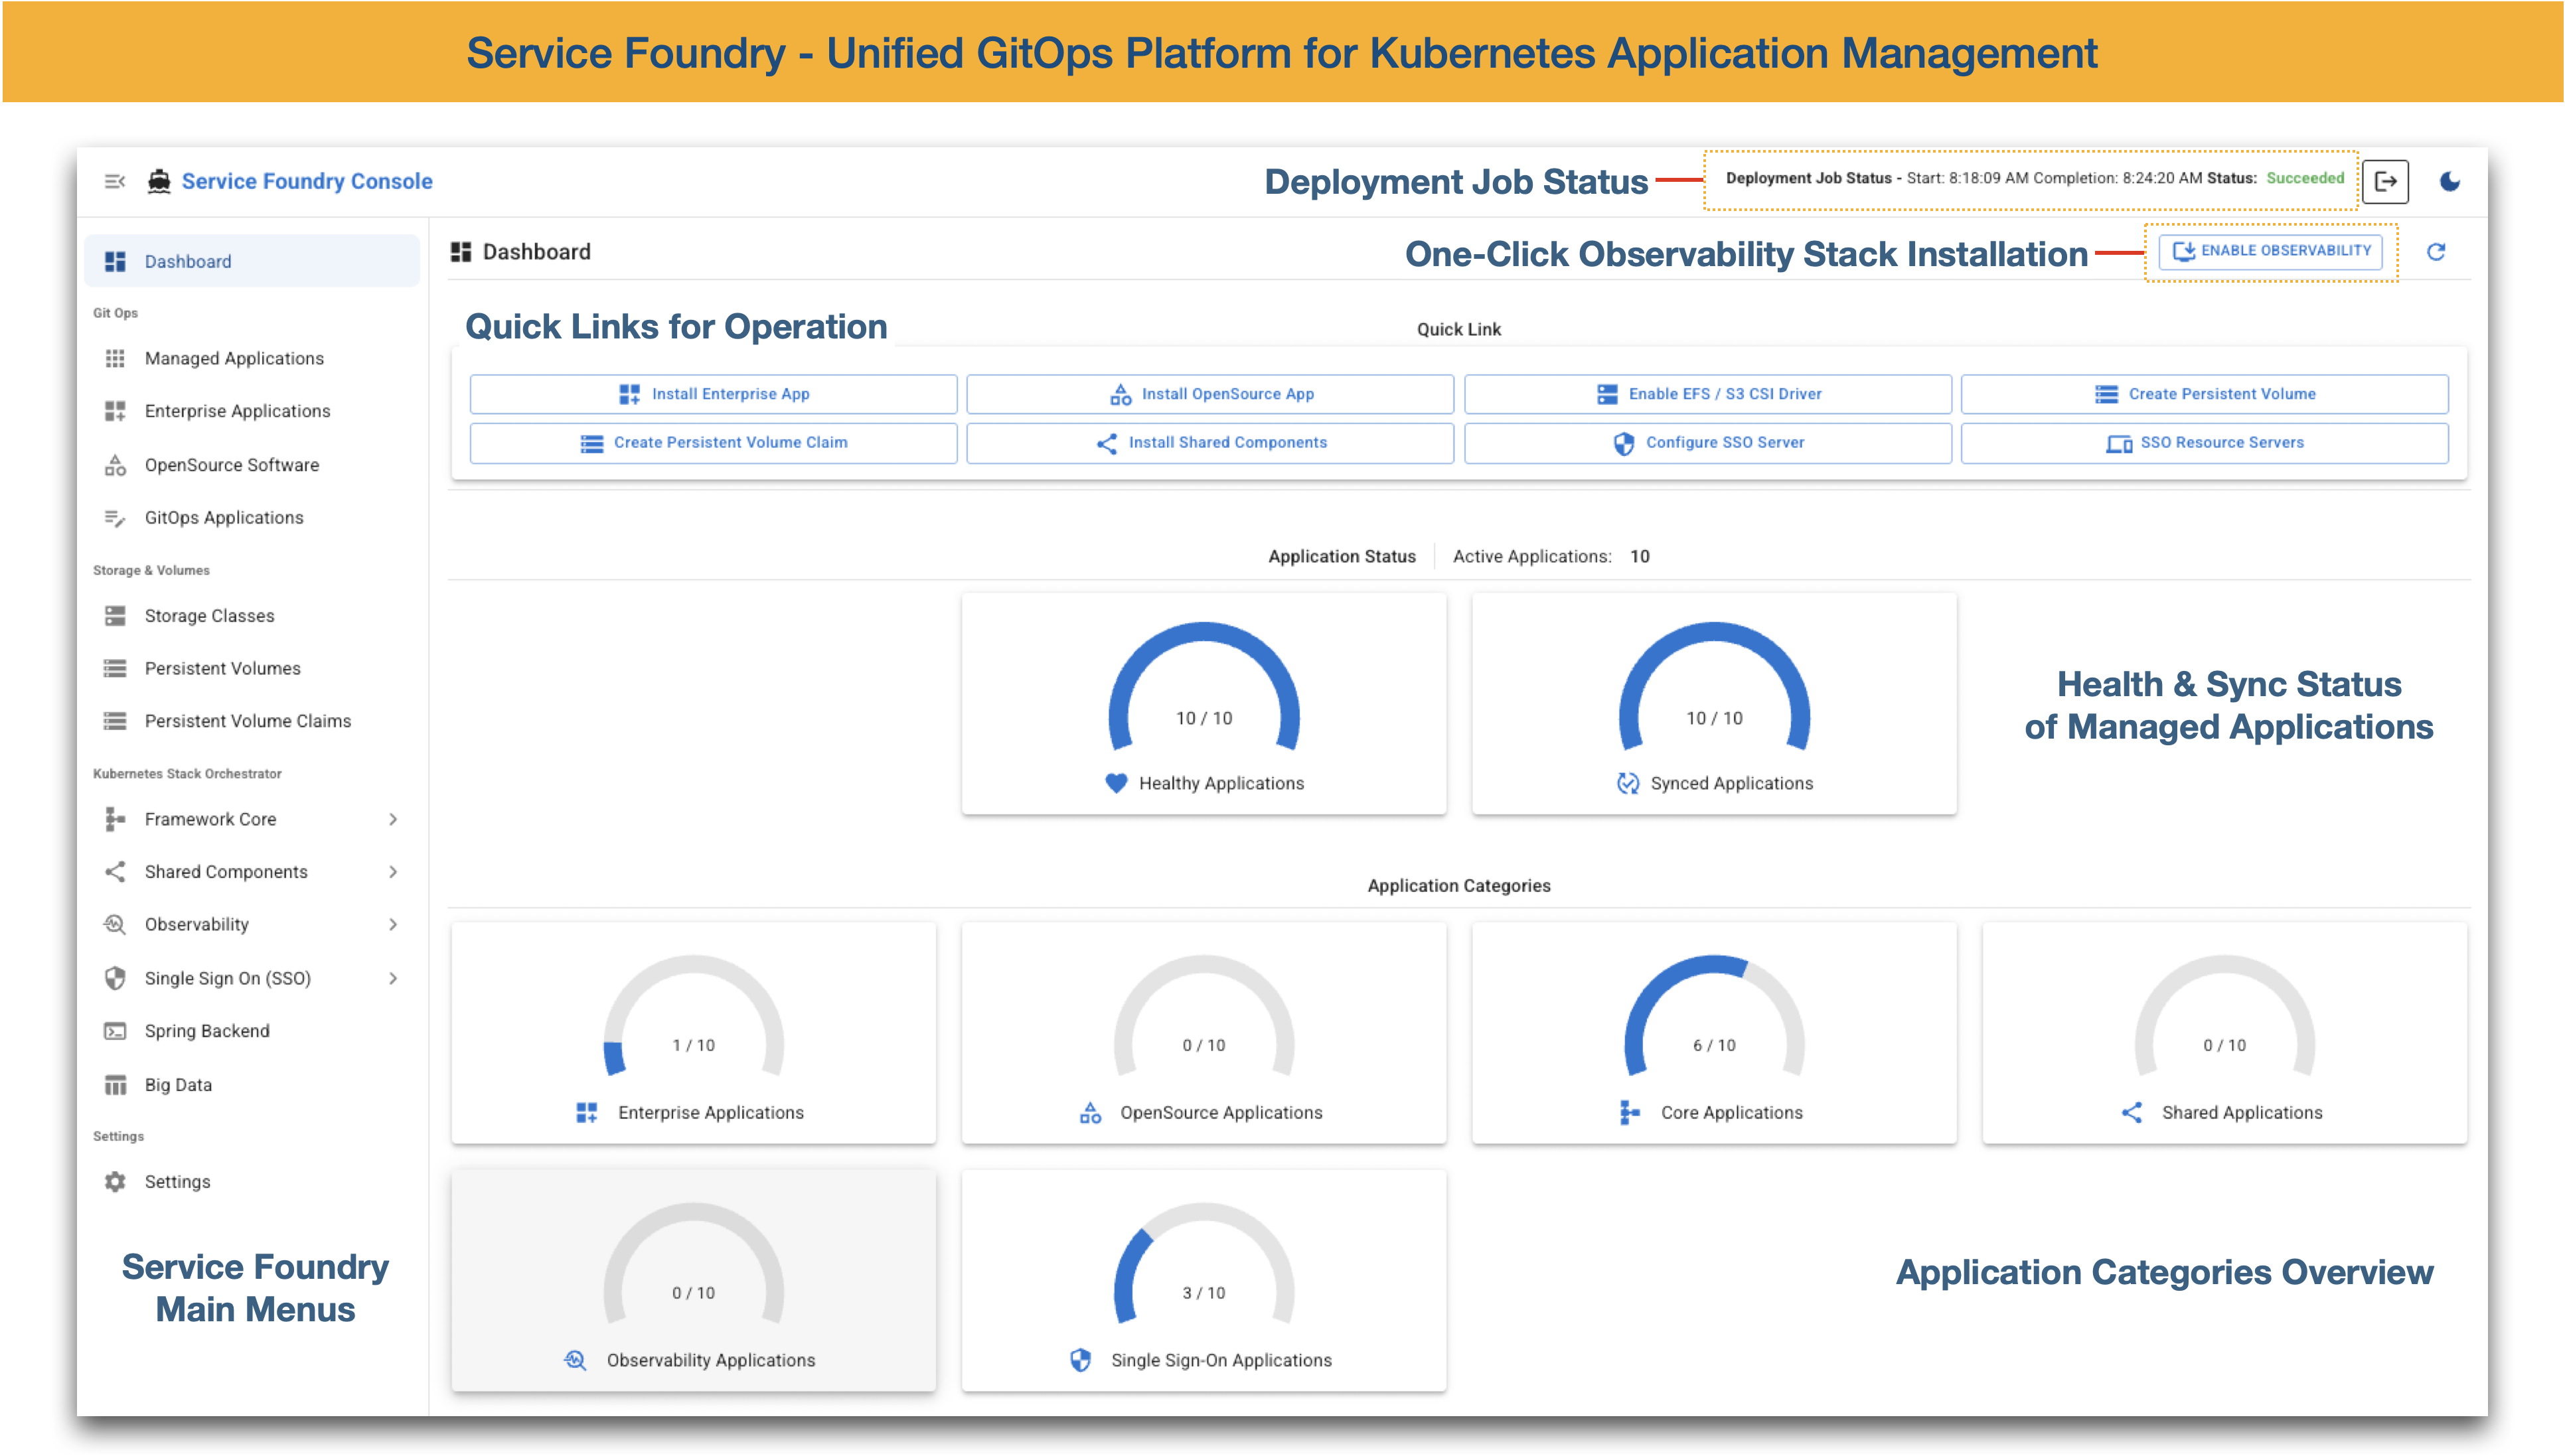 Service Foundry - Unified GitOps Platform for Kubernetes Application Management
Service Foundry Console
Deployment Job Status
Deployment Job Status - Start: 8:18:09 AM Completion: 8:24:20 AM Status: Succeeded
Dashboard
Git Ops
Managed Applications
Enterprise Applications
OpenSource Software
GitOps Applications
Storage & Volumes
Storage Classes
Persistent Volumes
Persistent Volume Claims
Kubernetes Stack Orchestrator
Framework Core
Shared Components
Observability
Single Sign On (SSO)
Spring Backend
Big Data
Settings
Settings
Service Foundry
Main Menus
Dashboard
One-Click Observability Stack Installation
ENABLE OBSERVABILITY
Quick Links for Operation
Quick Link
Install Enterprise App
Install OpenSource App
Enable EFS / S3 CSI Driver
Create Persistent Volume
Create Persistent Volume Claim
Install Shared Components
Configure SSO Server
SSO Resource Servers
Application Status
Active Applications: 10
10 / 10
Healthy Applications
10 / 10
Synced Applications
Health & Sync Status
of Managed Applications
Application Categories
1 / 10
Enterprise Applications
0 / 10
OpenSource Applications
6 / 10
Core Applications
0 / 10
Shared Applications
0 / 10
Observability Applications
3 / 10
Single Sign-On Applications
Application Categories Overview